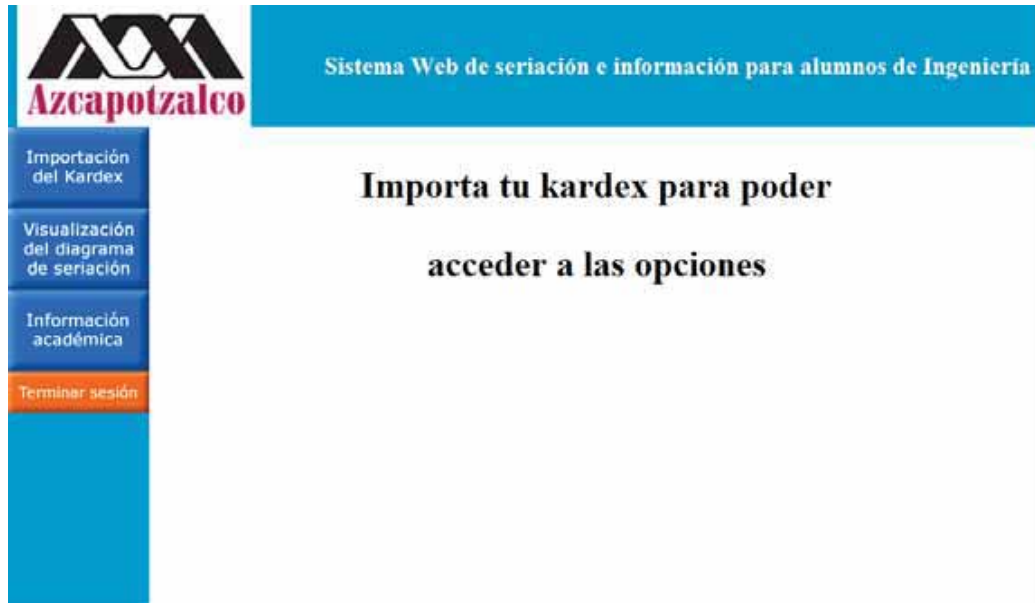 Azcapotzalco
Sistema Web de seriación e información para alumnos de Ingeniería
Importación
del Kardex
Visualización
del diagrama
de seriación
Información
académica
Terminar sesión
Importa tu kardex para poder
acceder a las opciones